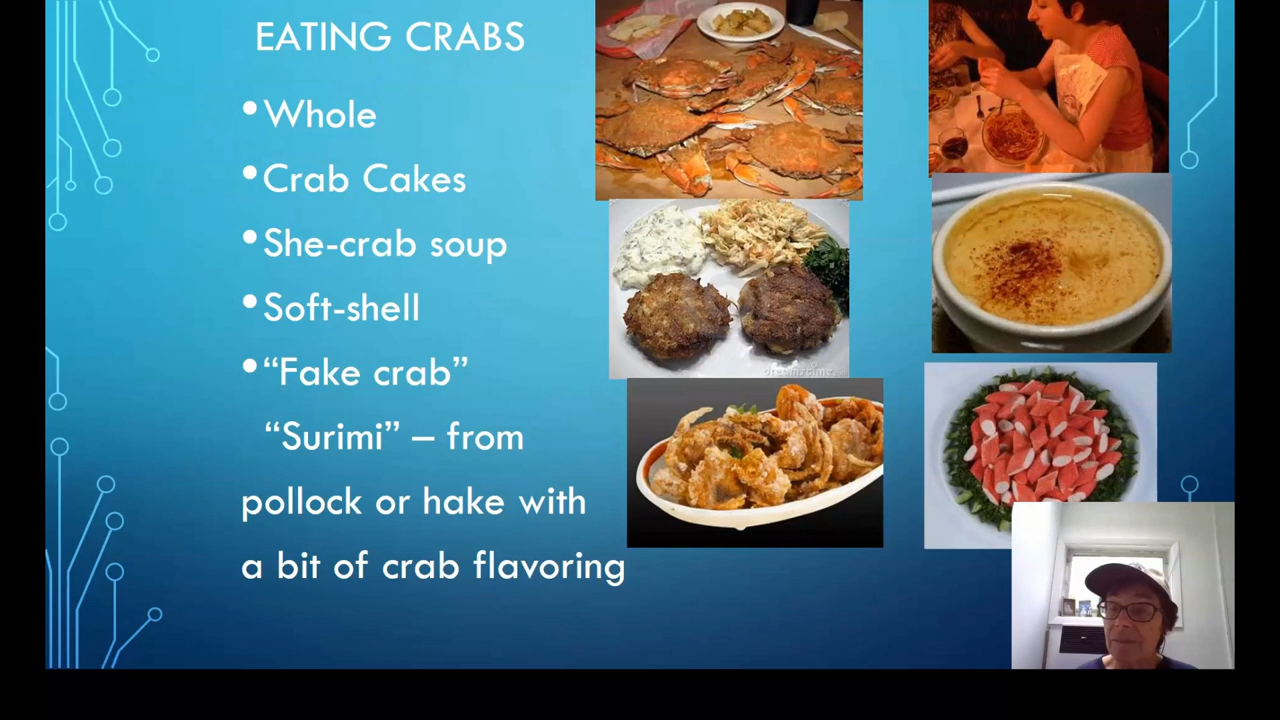 EATING CRABS
•Whole
•Crab Cakes
•She-crab soup
•Soft-shell
•“Fake crab”
“Surimi” – from
pollock or hake with
a bit of crab flavoring
dreamstime